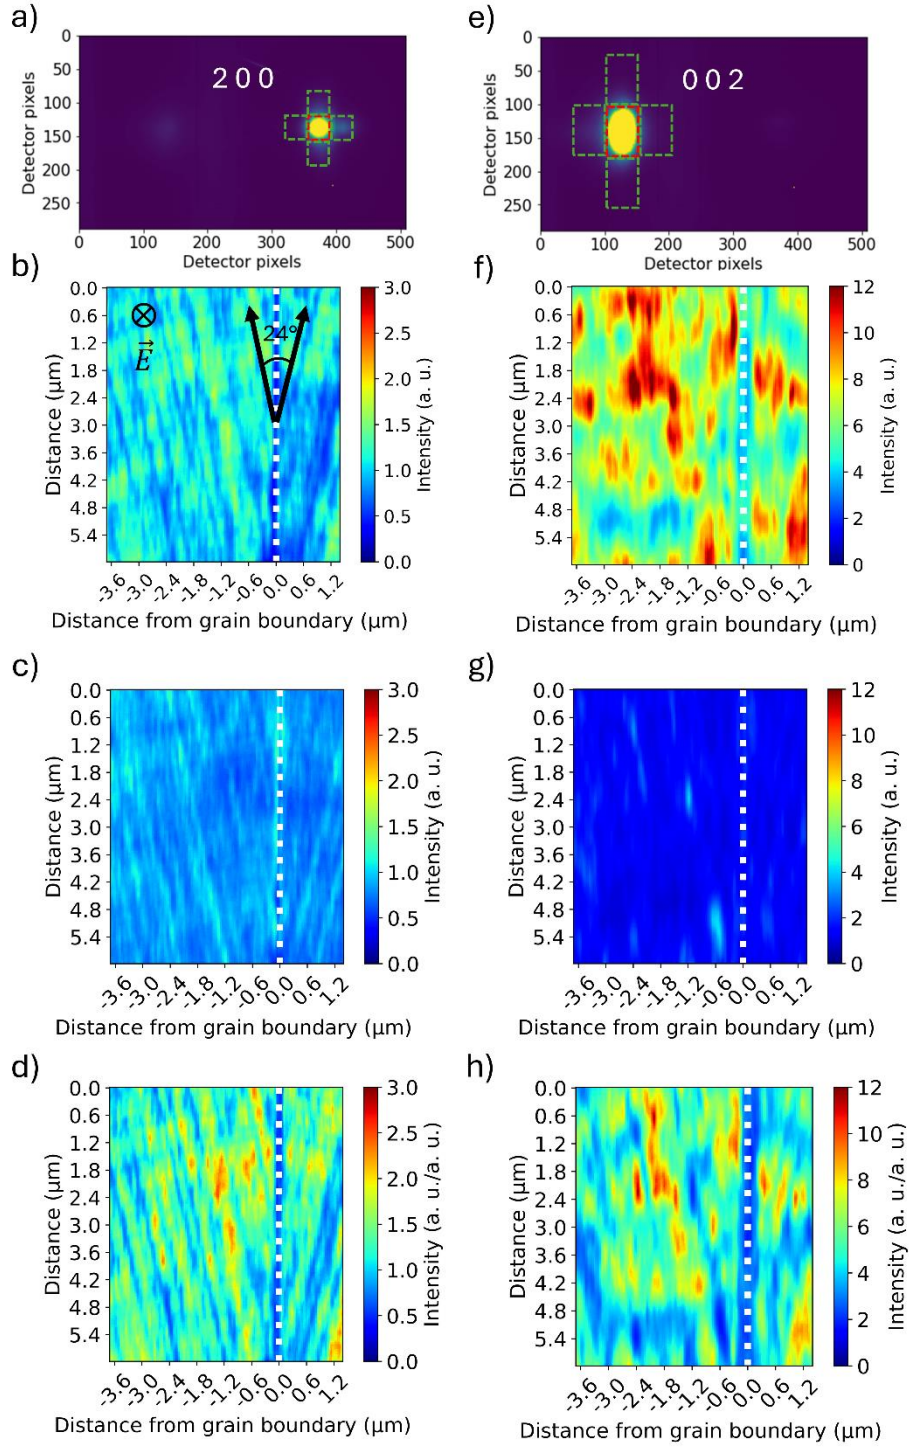 a)
0
50
100
150
200
250
Detector pixels
2 0 0
0 100 200 300 400 500
Detector pixels
e)
0
50
100
150
200
250
Detector pixels
0 0 2
0 100 200 300 400 500
Detector pixels
b)
0.0
0.6
1.2
1.8
2.4
3.0
3.6
4.2
4.8
5.4
Distance (µm)
E
24°
-3.6 -3.0 -2.4 -1.8 -1.2 -0.6 0.0 0.6 1.2
Distance from grain boundary (µm)
3.0
2.5
2.0
1.5
1.0
0.5
0.0
Intensity (a. u.)
f)
0.0
0.6
1.2
1.8
2.4
3.0
3.6
4.2
4.8
5.4
Distance (µm)
-3.6 -3.0 -2.4 -1.8 -1.2 -0.6 0.0 0.6 1.2
Distance from grain boundary (µm)
12
10
8
6
4
2
0
Intensity (a. u.)
c)
0.0
0.6
1.2
1.8
2.4
3.0
3.6
4.2
4.8
5.4
Distance (µm)
-3.6 -3.0 -2.4 -1.8 -1.2 -0.6 0.0 0.6 1.2
Distance from grain boundary (µm)
3.0
2.5
2.0
1.5
1.0
0.5
0.0
Intensity (a. u.)
g)
0.0
0.6
1.2
1.8
2.4
3.0
3.6
4.2
4.8
5.4
Distance (µm)
-3.6 -3.0 -2.4 -1.8 -1.2 -0.6 0.0 0.6 1.2
Distance from grain boundary (µm)
12
10
8
6
4
2
0
Intensity (a. u.)
d)
0.0
0.6
1.2
1.8
2.4
3.0
3.6
4.2
4.8
5.4
Distance (µm)
-3.6 -3.0 -2.4 -1.8 -1.2 -0.6 0.0 0.6 1.2
Distance from grain boundary (µm)
3.0
2.5
2.0
1.5
1.0
0.5
0.0
Intensity (a. u./a. u.)
h)
0.0
0.6
1.2
1.8
2.4
3.0
3.6
4.2
4.8
5.4
Distance (µm)
-3.6 -3.0 -2.4 -1.8 -1.2 -0.6 0.0 0.6 1.2
Distance from grain boundary (µm)
12
10
8
6
4
2
0
Intensity (a. u./a. u.)